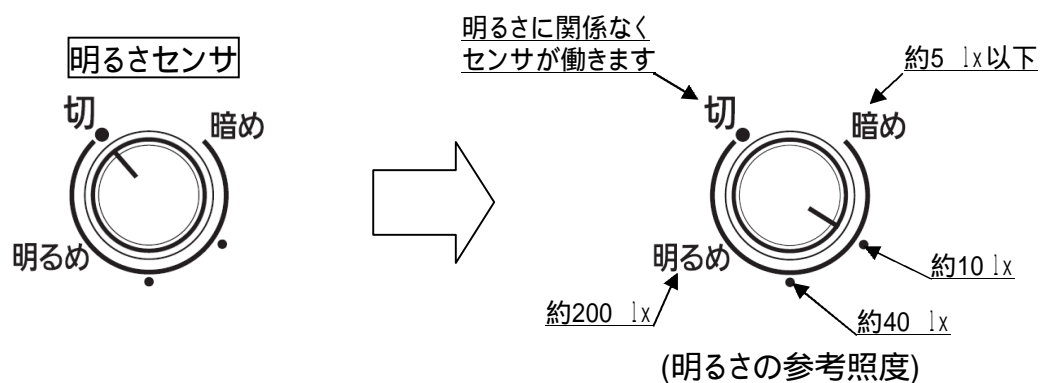 明るさセンサ
切
暗め
明るめ
明るさに関係なく
センサが働きます
約5 lx以下
切
暗め
明るめ
約10 lx
約200 lx
約40 lx
(明るさの参考照度)